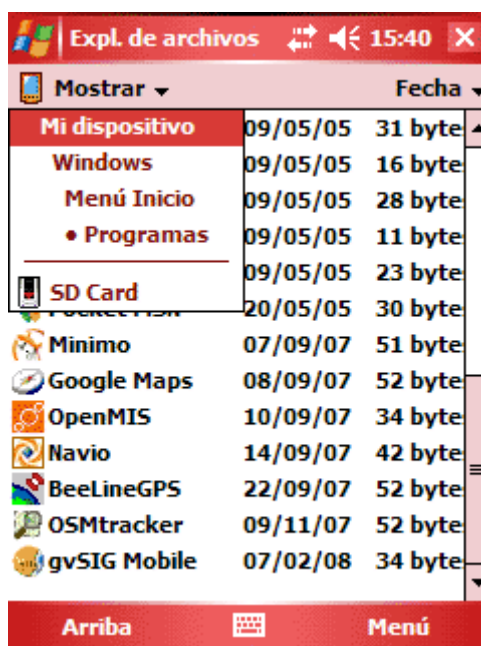 Expl. de archivos 15:40
Mostrar Fecha
Mi dispositivo 09/05/05 31 byte
Windows 09/05/05 16 byte
Menú Inicio 09/05/05 28 byte
• Programas 09/05/05 11 byte
09/05/05 23 byte
SD Card
20/05/05 30 byte
Minimo 07/09/07 51 byte
Google Maps 08/09/07 52 byte
OpenMIS 10/09/07 34 byte
Navio 14/09/07 42 byte
BeeLineGPS 22/09/07 52 byte
OSMtracker 09/11/07 52 byte
gvSIG Mobile 07/02/08 34 byte
Arriba Menú